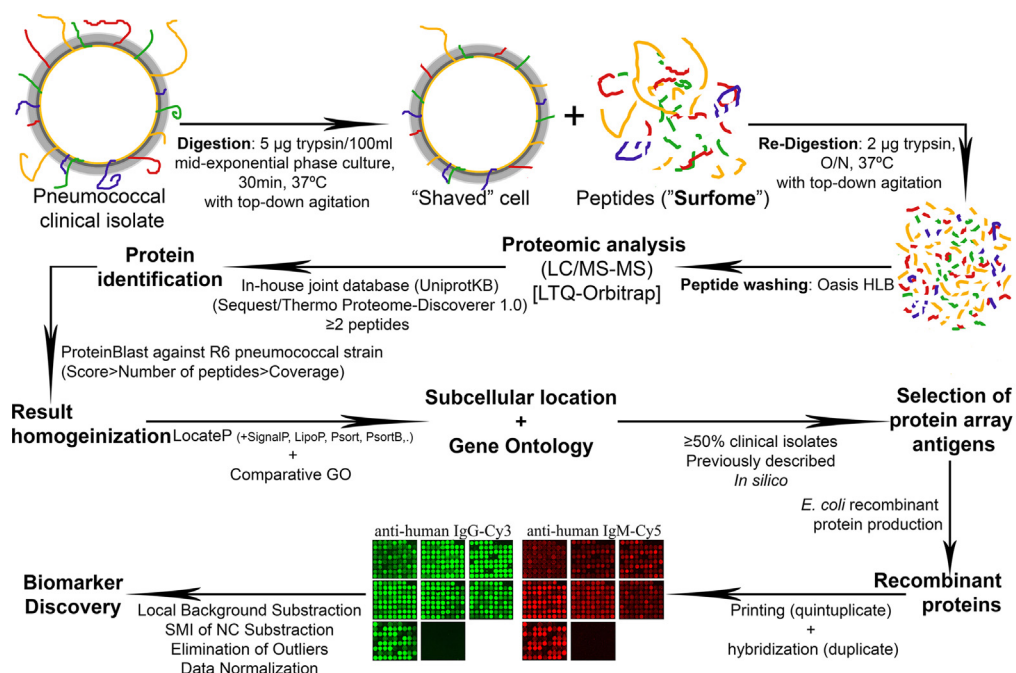 Pneumococcal
clinical isolate
Digestion: 5 µg trypsin/100ml
mid-exponential phase culture,
30min, 37ºC
with top-down agitation
"Shaved" cell
+
Peptides ("Surfome")
Re-Digestion: 2 µg trypsin,
O/N, 37ºC
with top-down agitation
Peptide washing: Oasis HLB
Proteomic analysis
(LC/MS-MS)
[LTQ-Orbitrap]
In-house joint database (UniprotKB)
(Sequest/Thermo Proteome-Discoverer 1.0)
≥2 peptides
Protein
identification
ProteinBlast against R6 pneumococcal strain
(Score>Number of peptides>Coverage)
Result
homogeinization
LocateP (+SignalP, LipoP, Psort, PsortB,.)
+
Comparative GO
Subcellular location
+
Gene Ontology
≥50% clinical isolates
Previously described
In silico
Selection of
protein array
antigens
E. coli recombinant
protein production
Recombinant
proteins
Printing (quintuplicate)
+
hybridization (duplicate)
anti-human IgG-Cy3
anti-human IgM-Cy5
Local Background Substraction
SMI of NC Substraction
Elimination of Outliers
Data Normalization
Biomarker
Discovery